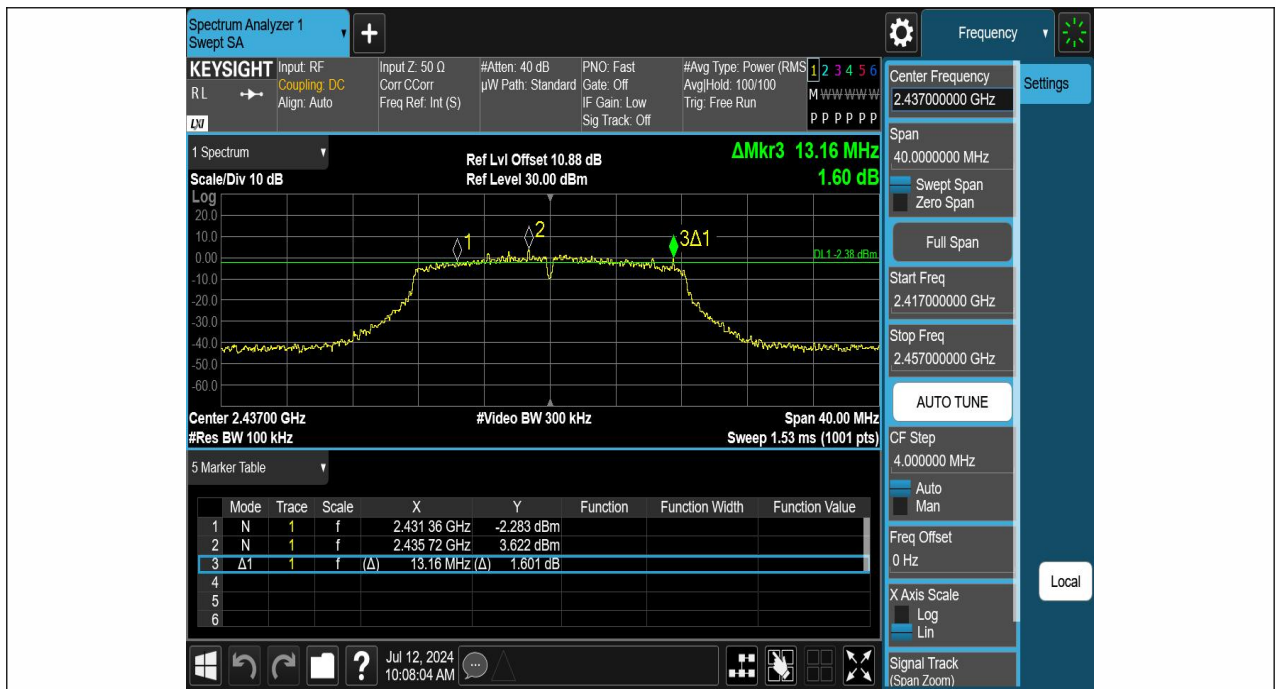 Spectrum Analyzer 1
Swept SA
+
Frequency
KEYSIGHT
RL
LXI
Input: RF
Coupling: DC
Align: Auto
Input Z: 50 Ω
Corr CCorr
Freq Ref: Int (S)
#Atten: 40 dB
µW Path: Standard
PNO: Fast
Gate: Off
IF Gain: Low
Sig Track: Off
#Avg Type: Power (RMS
Avg|Hold: 100/100
Trig: Free Run
1 2 3 4 5 6
M W W W W W
P P P P P P
1 Spectrum
Scale/Div 10 dB
Ref Lvl Offset 10.88 dB
Ref Level 30.00 dBm
ΔMkr3 13.16 MHz
1.60 dB
Log
20.0
10.0
0.00
-10.0
-20.0
-30.0
-40.0
-50.0
-60.0
1
2
3Δ1
DL1 -2.38 dBm
Center 2.43700 GHz
#Video BW 300 kHz
Span 40.00 MHz
#Res BW 100 kHz
Sweep 1.53 ms (1001 pts)
5 Marker Table
Mode Trace Scale X Y Function Function Width Function Value
1 N 1 f 2.431 36 GHz -2.283 dBm
2 N 1 f 2.435 72 GHz 3.622 dBm
3 Δ1 1 f (Δ) 13.16 MHz (Δ) 1.601 dB
4
5
6
?
Jul 12, 2024
10:08:04 AM
Center Frequency
2.437000000 GHz
Settings
Span
40.0000000 MHz
Swept Span
Zero Span
Full Span
Start Freq
2.417000000 GHz
Stop Freq
2.457000000 GHz
AUTO TUNE
CF Step
4.000000 MHz
Auto
Man
Freq Offset
0 Hz
Local
X Axis Scale
Log
Lin
Signal Track
(Span Zoom)